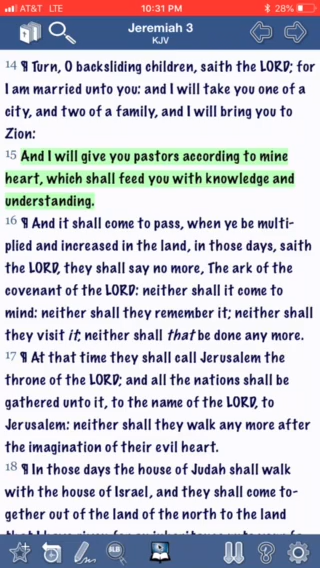 AT&T LTE 10:31 PM 28%
Jeremiah 3
KJV
14 ¶ Turn, O backsliding children, saith the LORD; for
I am married unto you: and I will take you one of a
city, and two of a family, and I will bring you to
Zion:
15 And I will give you pastors according to mine
heart, which shall feed you with knowledge and
understanding.
16 ¶ And it shall come to pass, when ye be multi-
plied and increased in the land, in those days, saith
the LORD, they shall say no more, The ark of the
covenant of the LORD: neither shall it come to
mind: neither shall they remember it; neither shall
they visit it; neither shall that be done any more.
17 ¶ At that time they shall call Jerusalem the
throne of the LORD; and all the nations shall be
gathered unto it, to the name of the LORD, to
Jerusalem: neither shall they walk any more after
the imagination of their evil heart.
18 ¶ In those days the house of Judah shall walk
with the house of Israel, and they shall come to-
gether out of the land of the north to the land
SLB